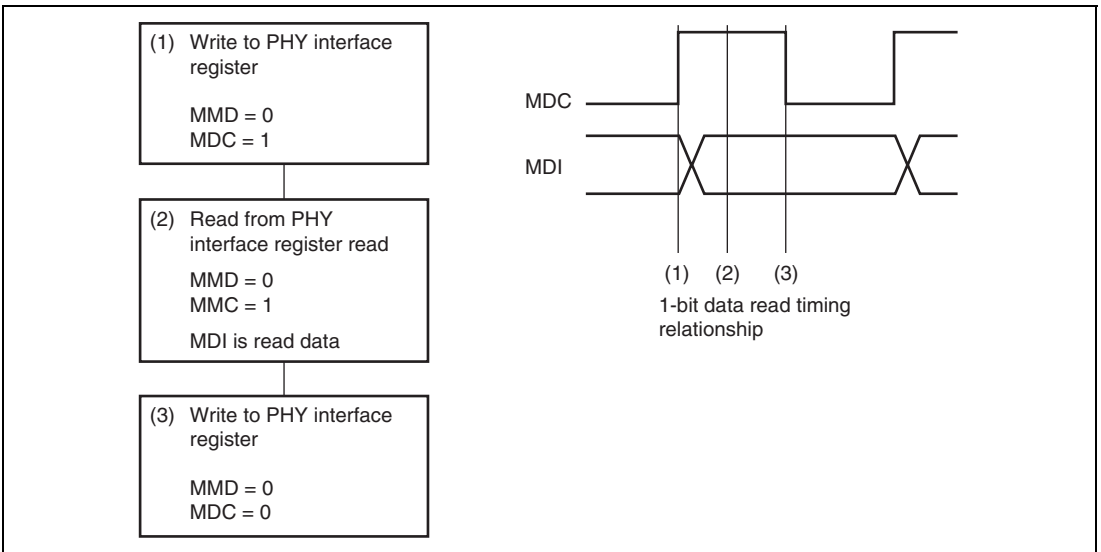 (1) Write to PHY interface
register
MMD = 0
MDC = 1
(2) Read from PHY
interface register read
MMD = 0
MMC = 1
MDI is read data
(3) Write to PHY interface
register
MMD = 0
MDC = 0
MDC
MDI
(1) (2) (3)
1-bit data read timing
relationship